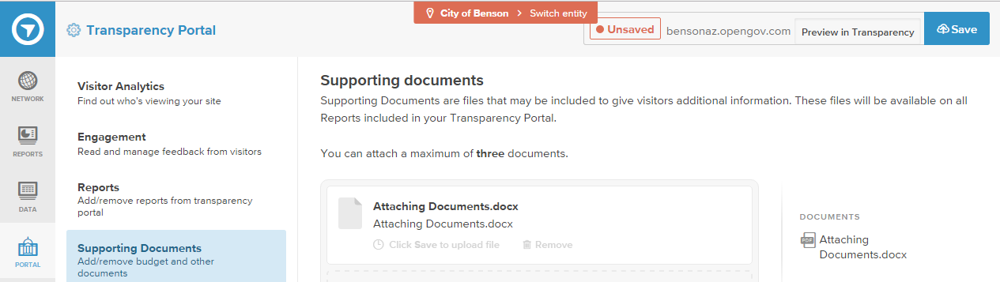 City of Benson > Switch entity
Transparency Portal
Unsaved
bensonaz.opengov.com
Preview in Transparency
Save
NETWORK
REPORTS
DATA
PORTAL
Visitor Analytics
Find out who's viewing your site
Engagement
Read and manage feedback from visitors
Reports
Add/remove reports from transparency
portal
Supporting Documents
Add/remove budget and other
documents
Supporting documents
Supporting Documents are files that may be included to give visitors additional information. These files will be available on all
Reports included in your Transparency Portal.
You can attach a maximum of three documents.
Attaching Documents.docx
Attaching Documents.docx
Click Save to upload file
Remove
DOCUMENTS
PDF
Attaching
Documents.docx